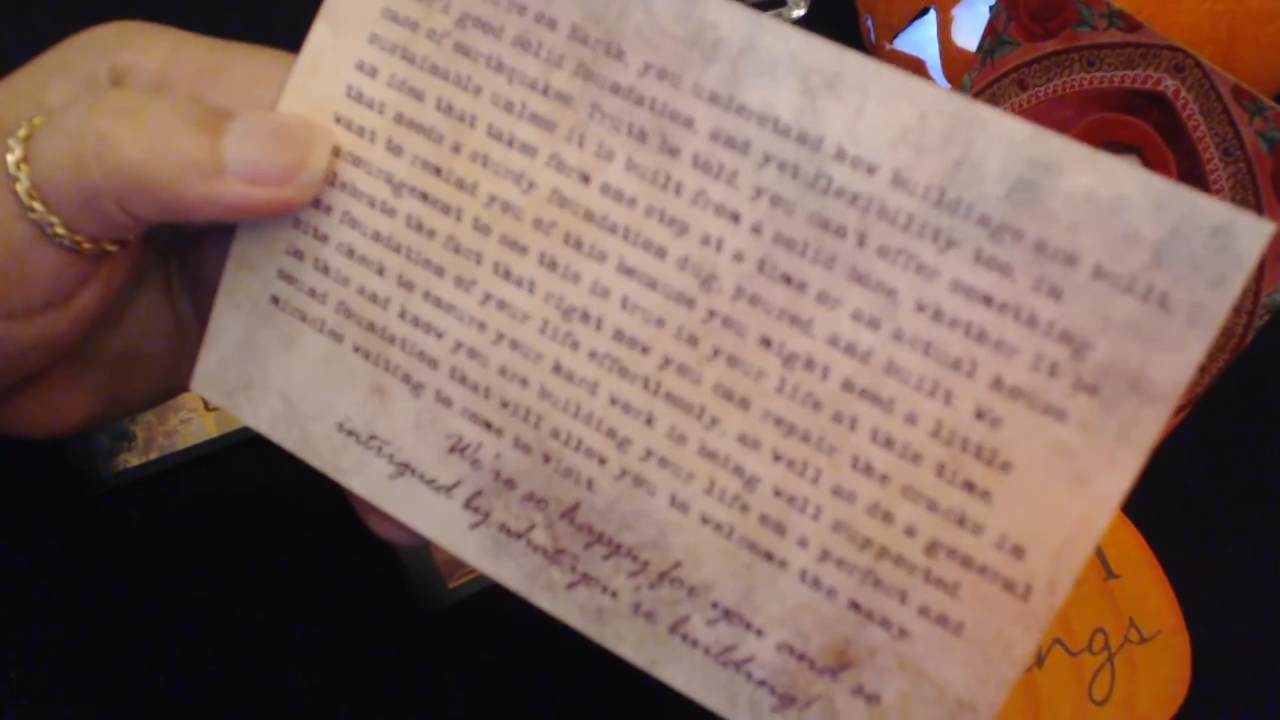 on Earth, you understand how buildings are built.
good solid foundation, and yet flexibility too, in
case of earthquakes. Truth be told, you can't offer something
sustainable unless it is built from a solid base, whether it be
an idea that takes form one step at a time or an actual house
that needs a sturdy foundation dug, poured, and built. We
want to remind you of this because you might need a little
encouragement to see this is true in your life at this time.
celebrate the fact that right now you can repair the cracks in
the foundation of your life effortlessly, as well as do a general
site check to ensure your hard work is being well supported
in this and know you are building your life on a perfect and
sound foundation that will allow you to welcome the many
miracles waiting to come to visit.
We're so happy for you and so
intrigued by what you're building!
ngs